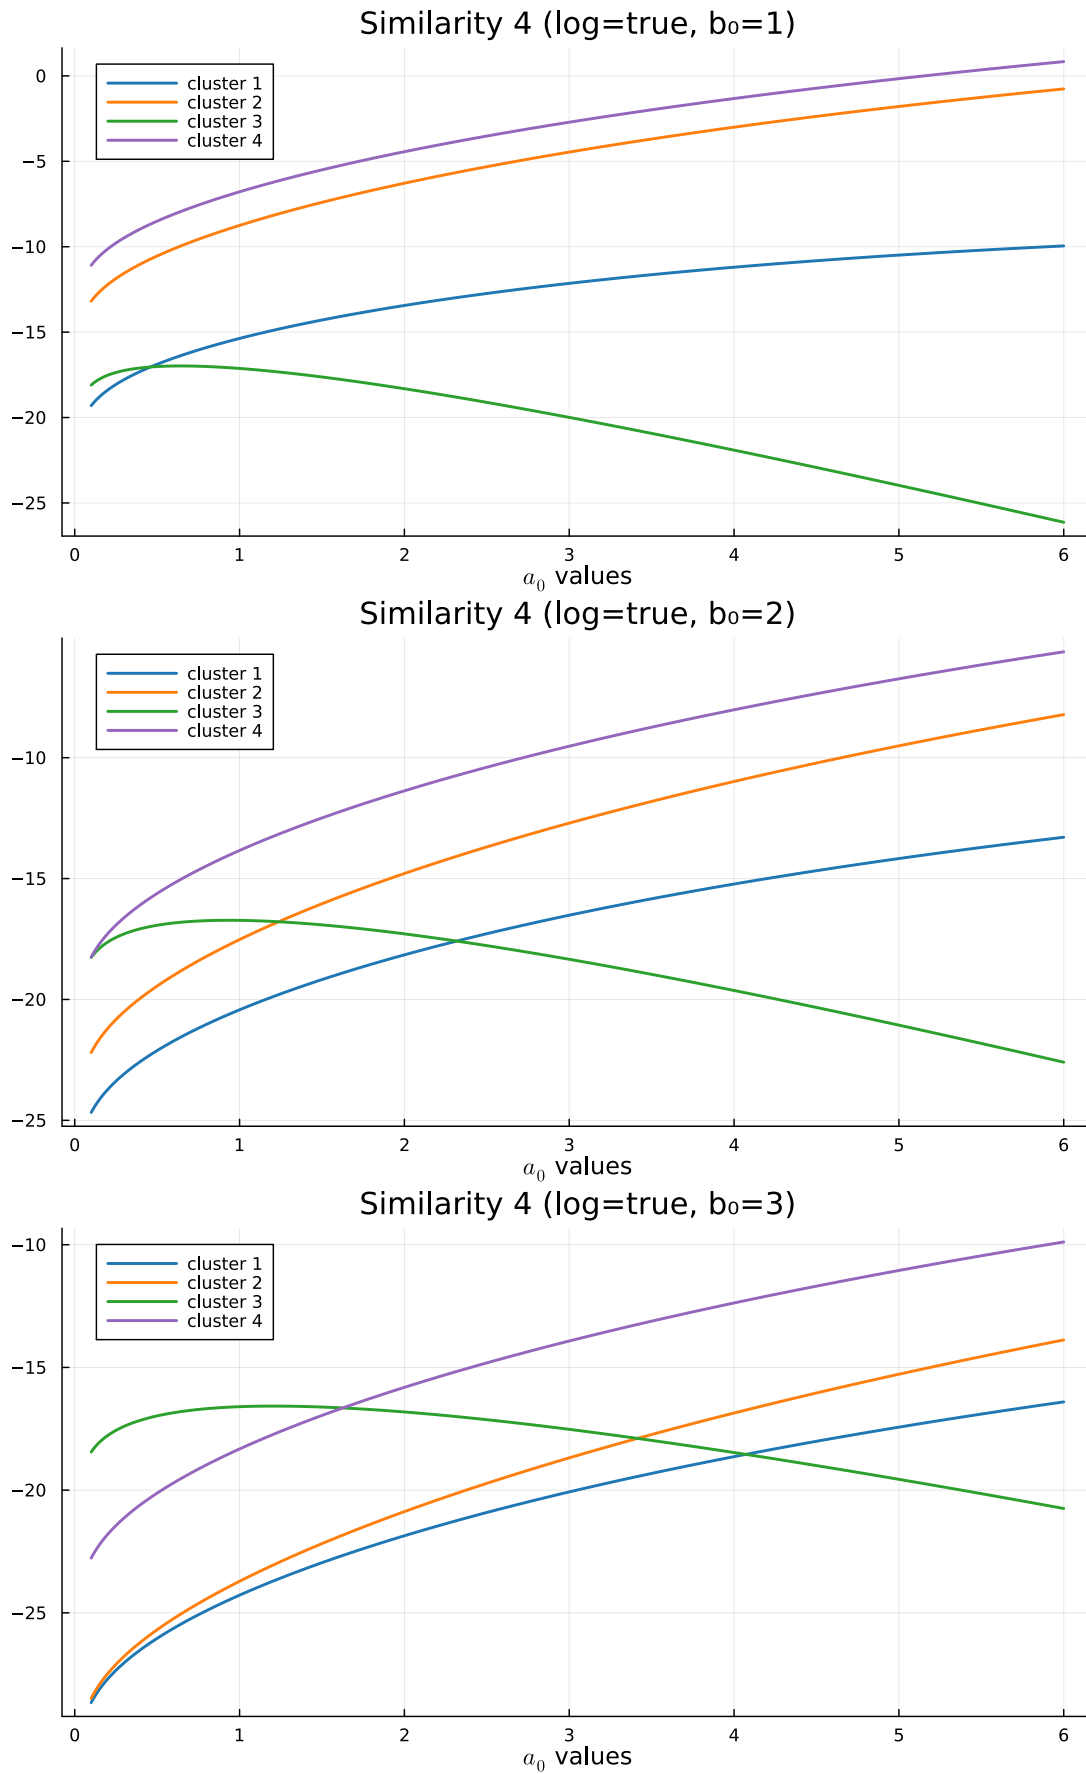 Similarity 4 (log=true, b₀=1)
cluster 1
cluster 2
cluster 3
cluster 4
0
−5
−10
−15
−20
−25
0 1 2 3 4 5 6
a₀ values
Similarity 4 (log=true, b₀=2)
cluster 1
cluster 2
cluster 3
cluster 4
−10
−15
−20
−25
0 1 2 3 4 5 6
a₀ values
Similarity 4 (log=true, b₀=3)
−10
cluster 1
cluster 2
cluster 3
cluster 4
−15
−20
−25
0 1 2 3 4 5 6
a₀ values